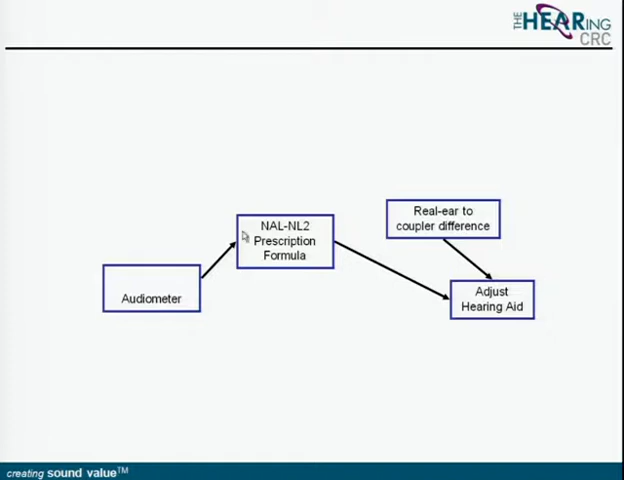 THE HEARING
CRC
Real-ear to
coupler difference
NAL-NL2
Prescription
Formula
Audiometer
Adjust
Hearing Aid
creating sound value™